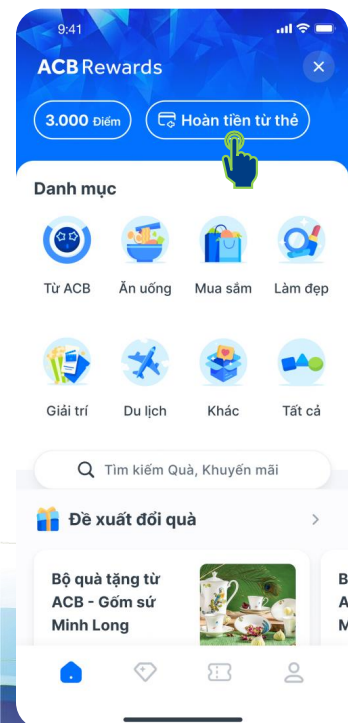 9:41
ACB Rewards
3.000 Điểm
Hoàn tiền từ thẻ
Danh mục
Từ ACB Ăn uống Mua sắm Làm đẹp
Giải trí Du lịch Khác Tất cả
Tìm kiếm Quà, Khuyến mãi
Đề xuất đổi quà
Bộ quà tặng từ
ACB - Gốm sứ
Minh Long